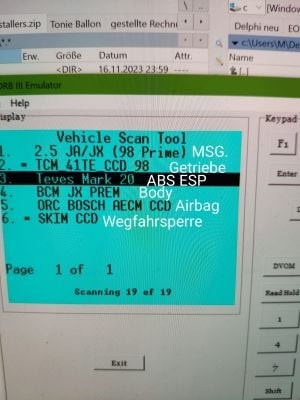 stallers.zip Tonie Ballon gestellte Rechn
c [Window
Delphi neu EO
*.*
c:\users\M\De
Erw. Größe Datum Attr.
[..]
<DIR> 16.11.2023 23:59 ----
DRB III Emulator
Help
Display
Keypad
Vehicle Scan Tool
1. 2.5 JA/JX (98 Prime) MSG.
2. = TCM 41TE CCD 98 Getriebe
3. Teves Mark 20 ABS ESP
4. BCM JX PREM Body
5. ORC BOSCH AECM CCD Airbag
6. = SKIM CCD Wegfahrsperre
Page 1 of 1
Scanning 19 of 19
F1
Enter
DVOM
Read Hold
1
4
7
Shift
Exit